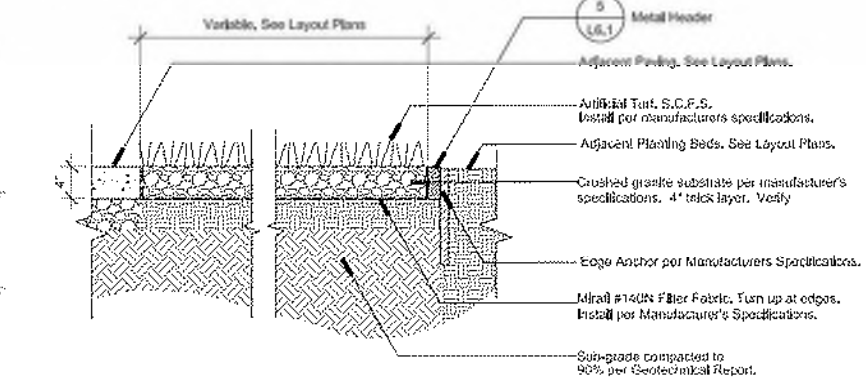 5
L6.1
Metal Header
Variable, See Layout Plans
Adjacent Paving. See Layout Plans.
Artificial Turf. S.C.F.S.
Install per manufacturers specifications.
Adjacent Planting Beds. See Layout Plans.
4"
Crushed granite substrate per manufacturer's
specifications. 4" thick layer. Verify
Edge Anchor per Manufacturers Specifications.
Mirafi #140N Filter Fabric. Turn up at edges.
Install per Manufacturer's Specifications.
Sub-grade compacted to
90% per Geotechnical Report.